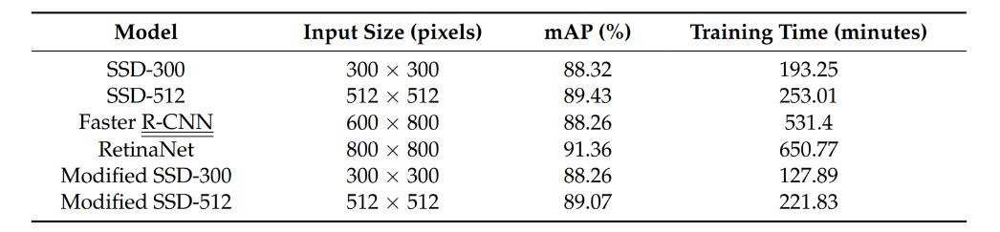 Model Input Size (pixels) mAP (%) Training Time (minutes)
SSD-300 300 × 300 88.32 193.25
SSD-512 512 × 512 89.43 253.01
Faster R-CNN 600 × 800 88.26 531.4
RetinaNet 800 × 800 91.36 650.77
Modified SSD-300 300 × 300 88.26 127.89
Modified SSD-512 512 × 512 89.07 221.83